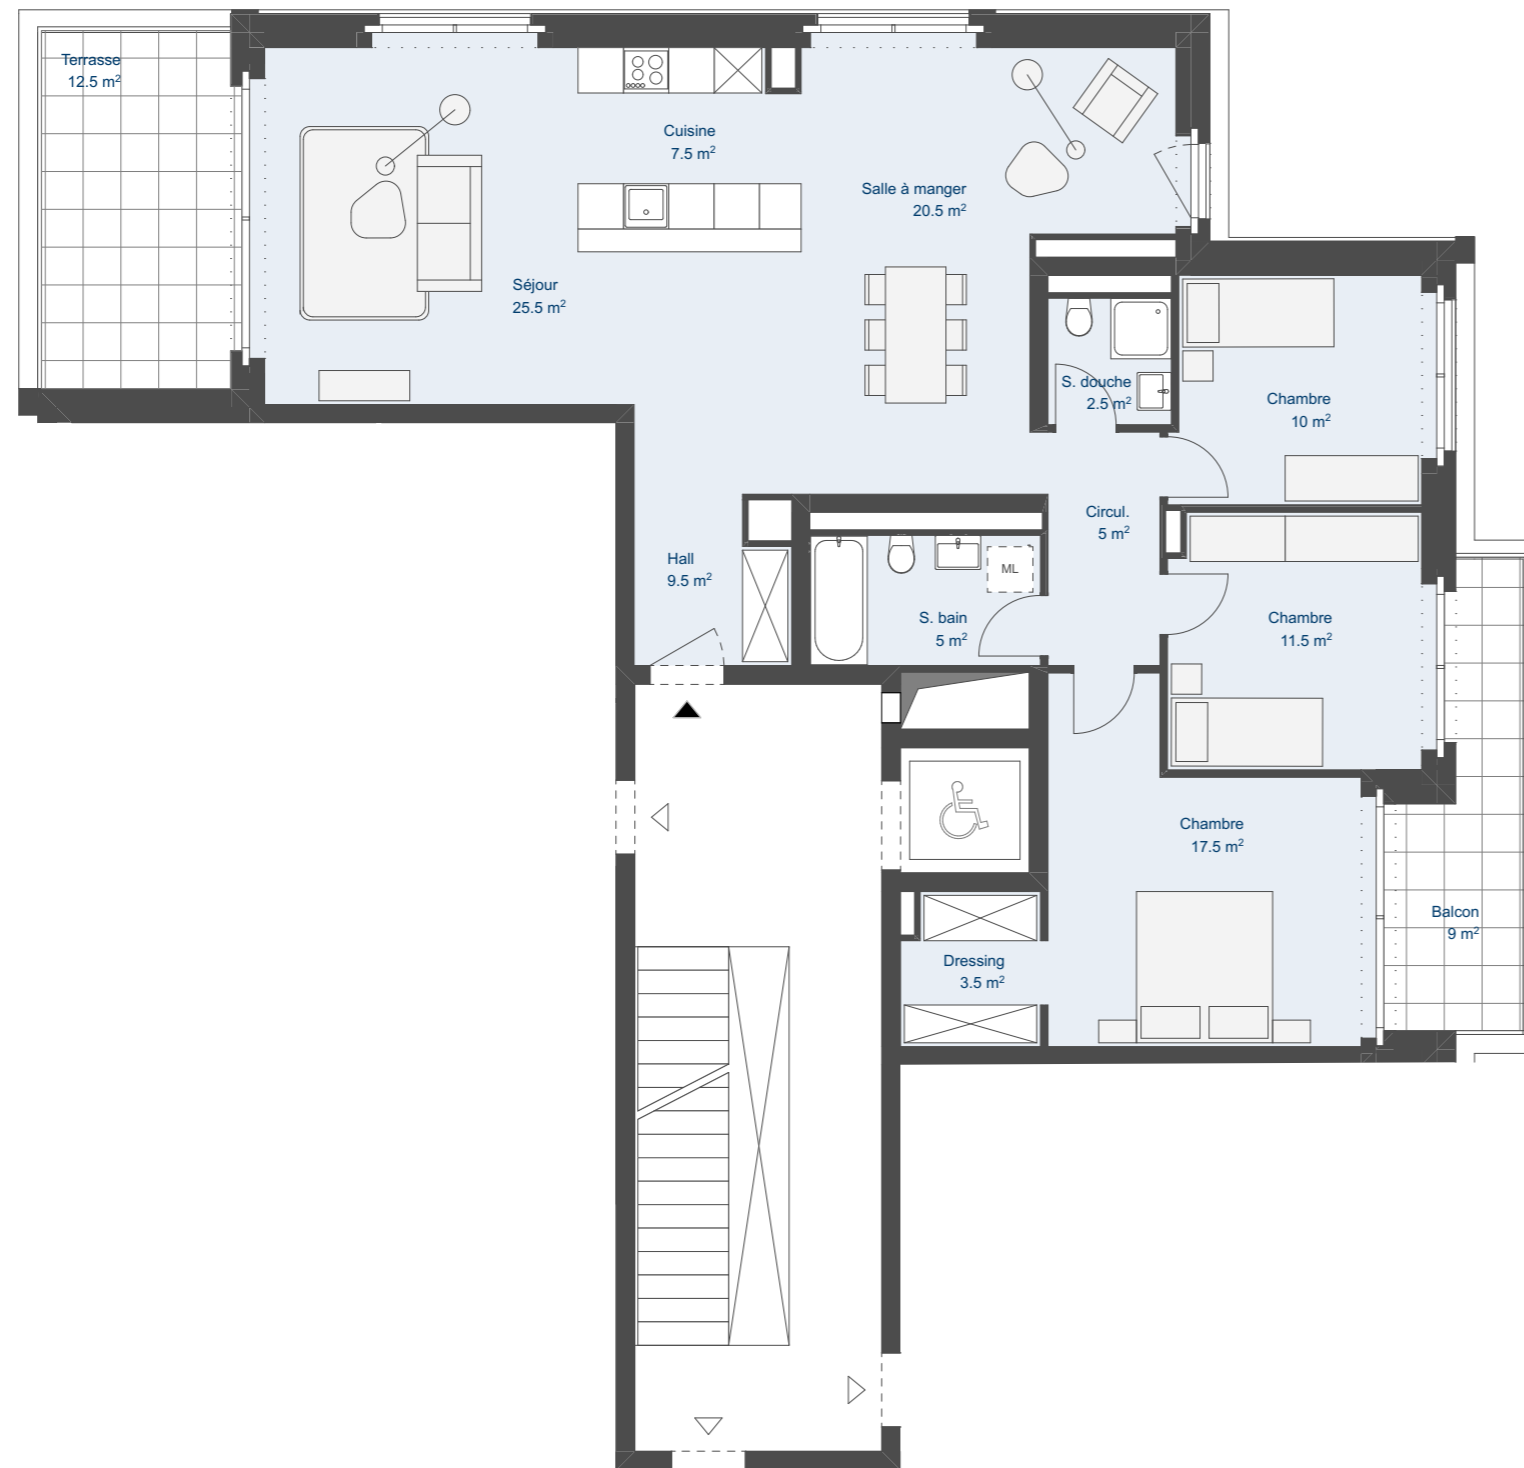 Terrasse
12.5 m²
Cuisine
7.5 m²
Salle à manger
20.5 m²
Séjour
25.5 m²
S. douche
2.5 m²
Chambre
10 m²
Circul.
5 m²
Hall
9.5 m²
ML
S. bain
5 m²
Chambre
11.5 m²
Chambre
17.5 m²
Balcon
9 m²
Dressing
3.5 m²